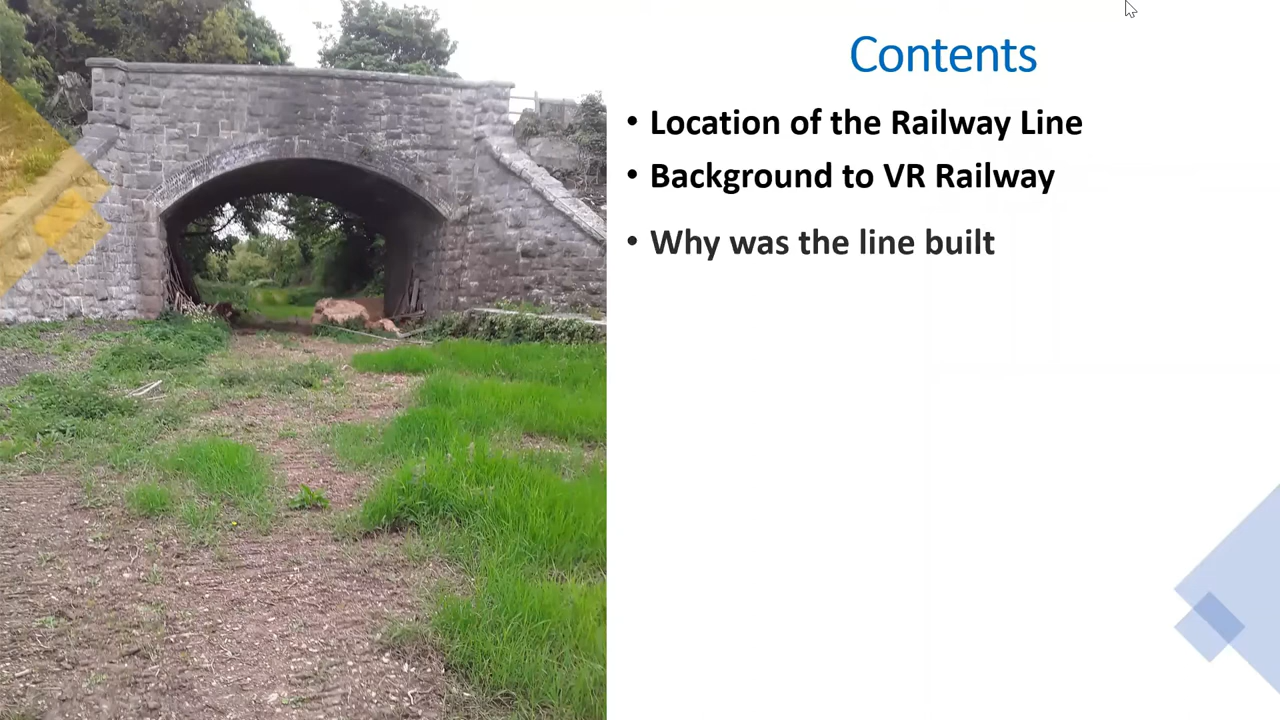 Contents
• Location of the Railway Line
• Background to VR Railway
• Why was the line built